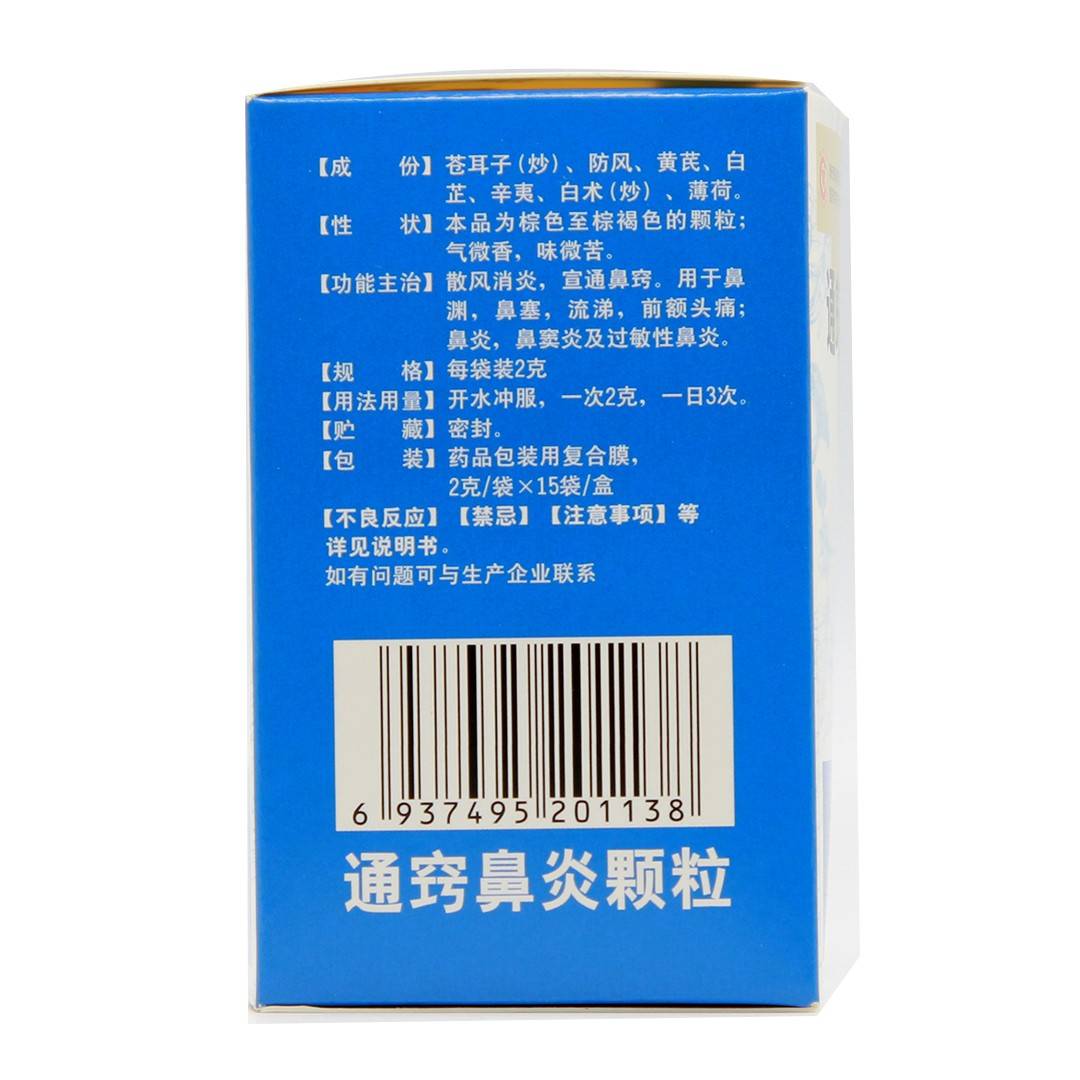 【成　份】苍耳子(炒)、防风、黄芪、白
芷、辛夷、白术(炒)、薄荷。
【性　状】本品为棕色至棕褐色的颗粒;
气微香，味微苦。
【功能主治】散风消炎，宣通鼻窍。用于鼻
渊，鼻塞，流涕，前额头痛;
鼻炎，鼻窦炎及过敏性鼻炎。
【规　格】每袋装2克
【用法用量】开水冲服，一次2克，一日3次。
【贮　藏】密封。
【包　装】药品包装用复合膜，
2克/袋×15袋/盒
【不良反应】【禁忌】【注意事项】等
详见说明书。
如有问题可与生产企业联系
6 937495 201138
通窍鼻炎颗粒
通